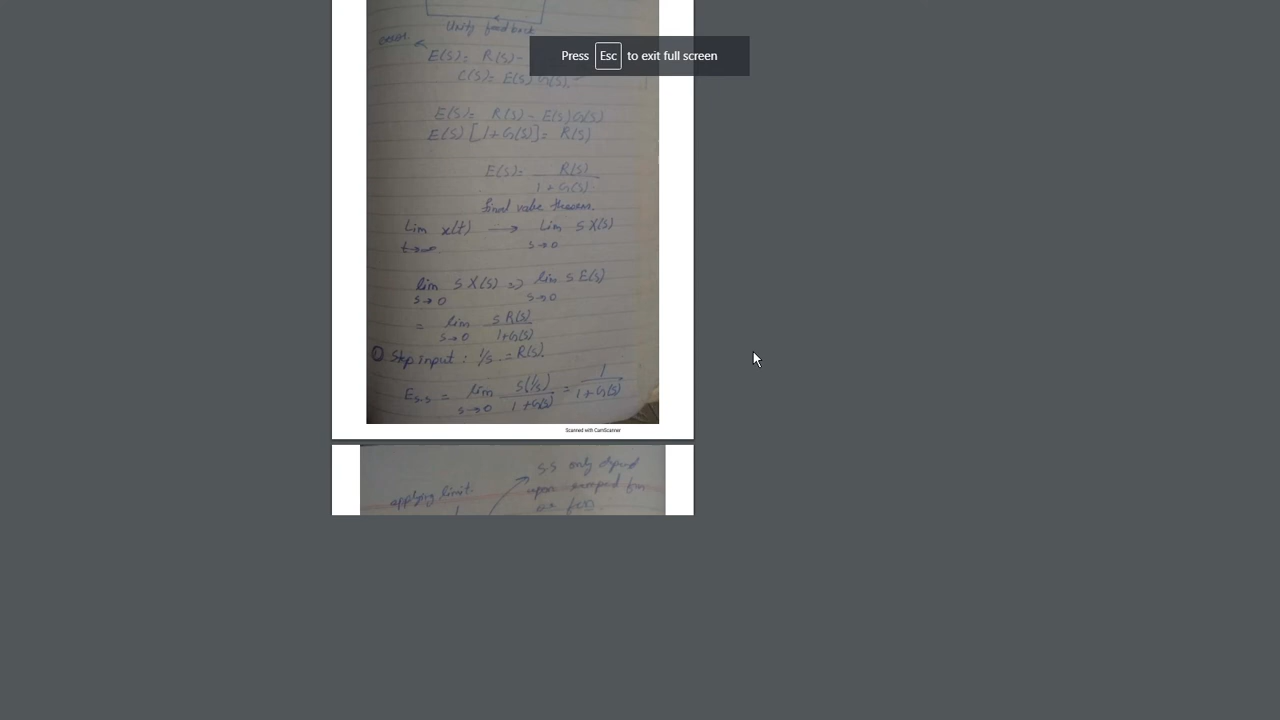 Unity feedback
error.
E(s) = R(s) -
Press Esc to exit full screen
C(s) = E(s) G(s).
E(s) = R(s) - E(s) G(s)
E(s) [1 + G(s)] = R(s)
E(s) = R(s) / 1 + G(s)
final value theorem.
Lim t→∞ x(t) → Lim s→0 S X(s)
lim s→0 S X(s) => lim s→0 S E(s)
= lim s→0 S R(s) / 1+G(s)
① Step input : 1/s = R(s).
Es.s = lim s→0 S(1/s) / 1 + G(s) = 1 / 1 + G(s)
Scanned with CamScanner
S.S only depend
applying limit.
upon